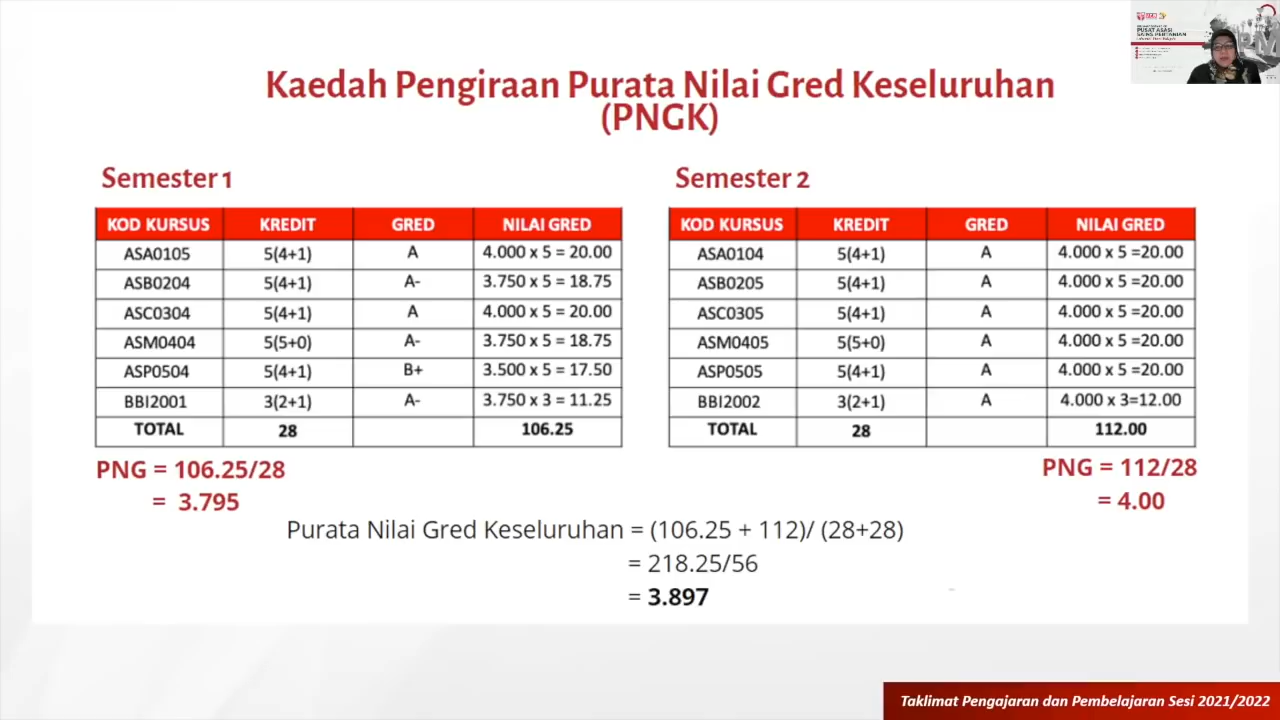 PUSAT ASASI
SAINS PERTANIAN
Kaedah Pengiraan Purata Nilai Gred Keseluruhan
(PNGK)
Semester 1
KOD KURSUS KREDIT GRED NILAI GRED
ASA0105 5(4+1) A 4.000 x 5 = 20.00
ASB0204 5(4+1) A- 3.750 x 5 = 18.75
ASC0304 5(4+1) A 4.000 x 5 = 20.00
ASM0404 5(5+0) A- 3.750 x 5 = 18.75
ASP0504 5(4+1) B+ 3.500 x 5 = 17.50
BBI2001 3(2+1) A- 3.750 x 3 = 11.25
TOTAL 28 106.25
PNG = 106.25/28
= 3.795
Semester 2
KOD KURSUS KREDIT GRED NILAI GRED
ASA0104 5(4+1) A 4.000 x 5 =20.00
ASB0205 5(4+1) A 4.000 x 5 =20.00
ASC0305 5(4+1) A 4.000 x 5 =20.00
ASM0405 5(5+0) A 4.000 x 5 =20.00
ASP0505 5(4+1) A 4.000 x 5 =20.00
BBI2002 3(2+1) A 4.000 x 3=12.00
TOTAL 28 112.00
PNG = 112/28
= 4.00
Purata Nilai Gred Keseluruhan = (106.25 + 112)/ (28+28)
= 218.25/56
= 3.897
Taklimat Pengajaran dan Pembelajaran Sesi 2021/2022